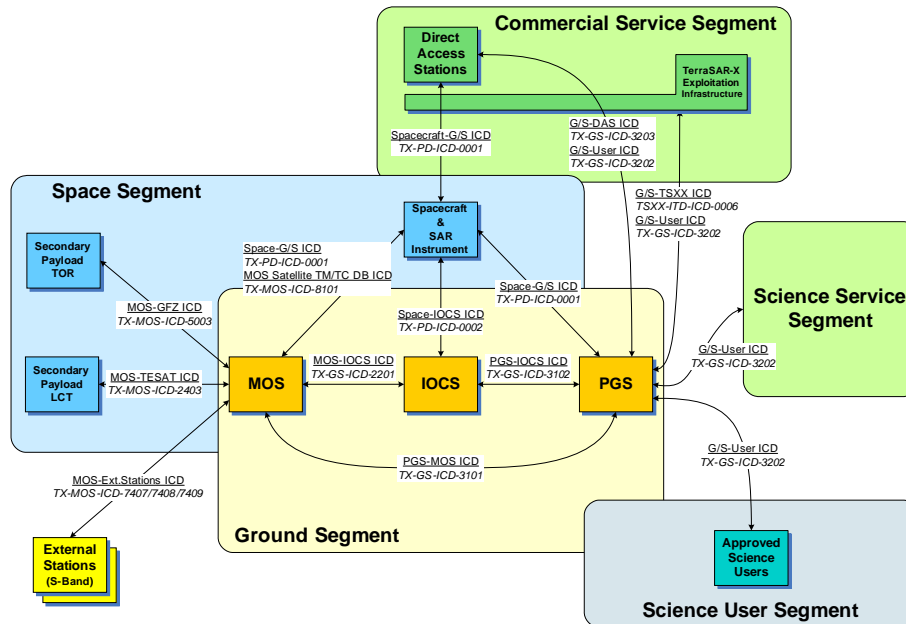 Commercial Service Segment
Direct
Access
Stations
TerraSAR-X
Exploitation
Infrastructure
Spacecraft-G/S ICD
TX-PD-ICD-0001
G/S-DAS ICD
TX-GS-ICD-3203
G/S-User ICD
TX-GS-ICD-3202
G/S-TSXX ICD
TSXX-ITD-ICD-0006
G/S-User ICD
TX-GS-ICD-3202
Space Segment
Spacecraft
&
SAR
Instrument
Secondary
Payload
TOR
Space-G/S ICD
TX-PD-ICD-0001
MOS Satellite TM/TC DB ICD
TX-MOS-ICD-8101
Space-G/S ICD
TX-PD-ICD-0001
Science Service
Segment
MOS-GFZ ICD
TX-MOS-ICD-5003
Space-IOCS ICD
TX-PD-ICD-0002
G/S-User ICD
TX-GS-ICD-3202
Secondary
Payload
LCT
MOS-TESAT ICD
TX-MOS-ICD-2403
MOS
MOS-IOCS ICD
TX-GS-ICD-2201
IOCS
PGS-IOCS ICD
TX-GS-ICD-3102
PGS
PGS-MOS ICD
TX-GS-ICD-3101
G/S-User ICD
TX-GS-ICD-3202
MOS-Ext.Stations ICD
TX-MOS-ICD-7407/7408/7409
Ground Segment
External
Stations
(S-Band)
Approved
Science
Users
Science User Segment